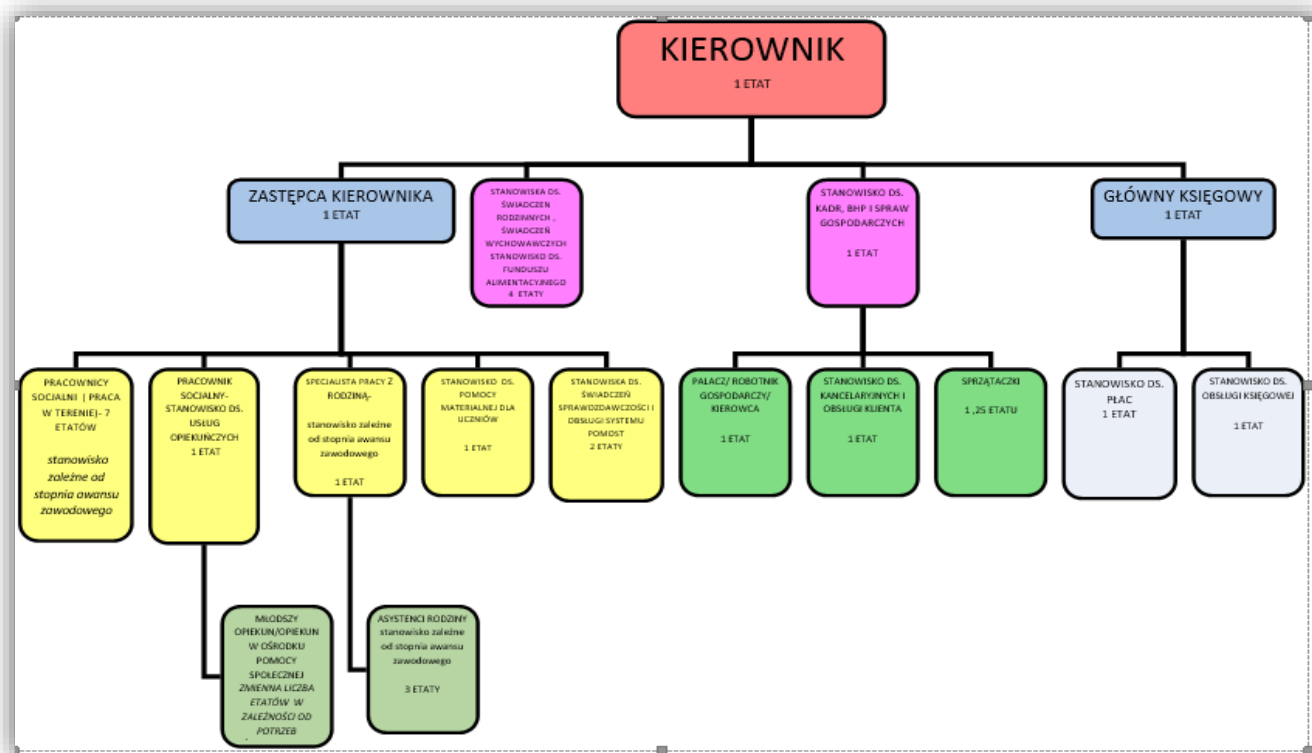 KIEROWNIK
1 ETAT
ZASTĘPCA KIEROWNIKA
1 ETAT
STANOWISKA DS.
ŚWIADCZEN
RODZINNYCH ,
ŚWIADCZEŃ
WYCHOWAWCZYCH
STANOWISKO DS.
FUNDUSZU
ALIMENTACYJNEGO
4 ETATY
STANOWISKO DS.
KADR, BHP I SPRAW
GOSPODARCZYCH
1 ETAT
GŁÓWNY KSIĘGOWY
1 ETAT
PRACOWNICY
SOCJALNI ( PRACA
W TERENIE)- 7
ETATÓW
stanowisko
zależne od
stopnia awansu
zawodowego
PRACOWNIK
SOCJALNY-
STANOWISKO DS.
USŁUG
OPIEKUŃCZYCH
1 ETAT
SPECJALISTA PRACY Z
RODZINĄ-
stanowisko zależne
od stopnia awansu
zawodowego
1 ETAT
STANOWISKO DS.
POMOCY
MATERIALNEJ DLA
UCZNIÓW
1 ETAT
STANOWISKA DS.
ŚWIADCZEŃ
SPRAWOZDAWCZOŚCI I
OBSŁUGI SYSTEMU
POMOST
2 ETATY
PALACZ/ ROBOTNIK
GOSPODARCZY/
KIEROWCA
1 ETAT
STANOWISKO DS.
KANCELARYJNYCH I
OBSŁUGI KLIENTA
1 ETAT
SPRZĄTACZKI
1 ,25 ETATU
STANOWISKO DS.
PŁAC
1 ETAT
STANOWISKO DS.
OBSŁUGI KSIĘGOWEJ
1 ETAT
MŁODSZY
OPIEKUN/OPIEKUN
W OŚRODKU
POMOCY
SPOŁECZNEJ
ZMIENNA LICZBA
ETATÓW W
ZALEŻNOŚCI OD
POTRZEB
.
ASYSTENCI RODZINY
stanowisko zależne
od stopnia awansu
zawodowego
3 ETATY